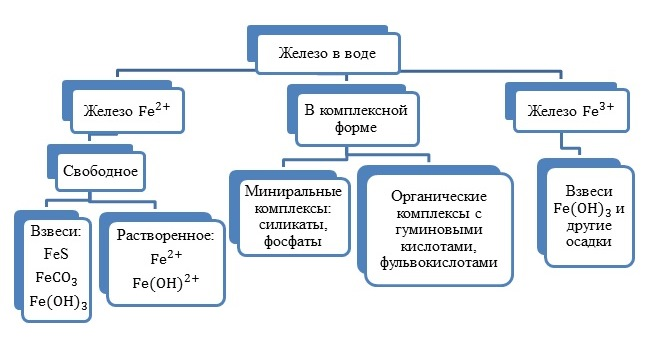 Железо в воде
Железо Fe²⁺
В комплексной
форме
Железо Fe³⁺
Свободное
Миниральные
комплексы:
силикаты,
фосфаты
Органические
комплексы с
гуминовыми
кислотами,
фульвокислотами
Взвеси
Fe(OH)₃ и
другие
осадки
Взвеси:
FeS
FeCO₃
Fe(OH)₃
Растворенное:
Fe²⁺
Fe(OH)²⁺